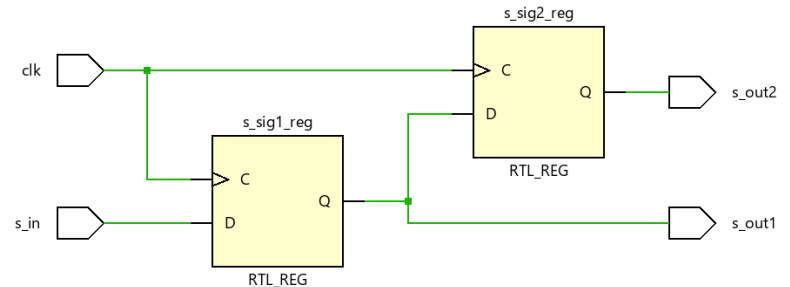 s_sig2_reg
clk
C
Q
s_out2
D
s_sig1_reg
RTL_REG
C
Q
s_in
D
s_out1
RTL_REG